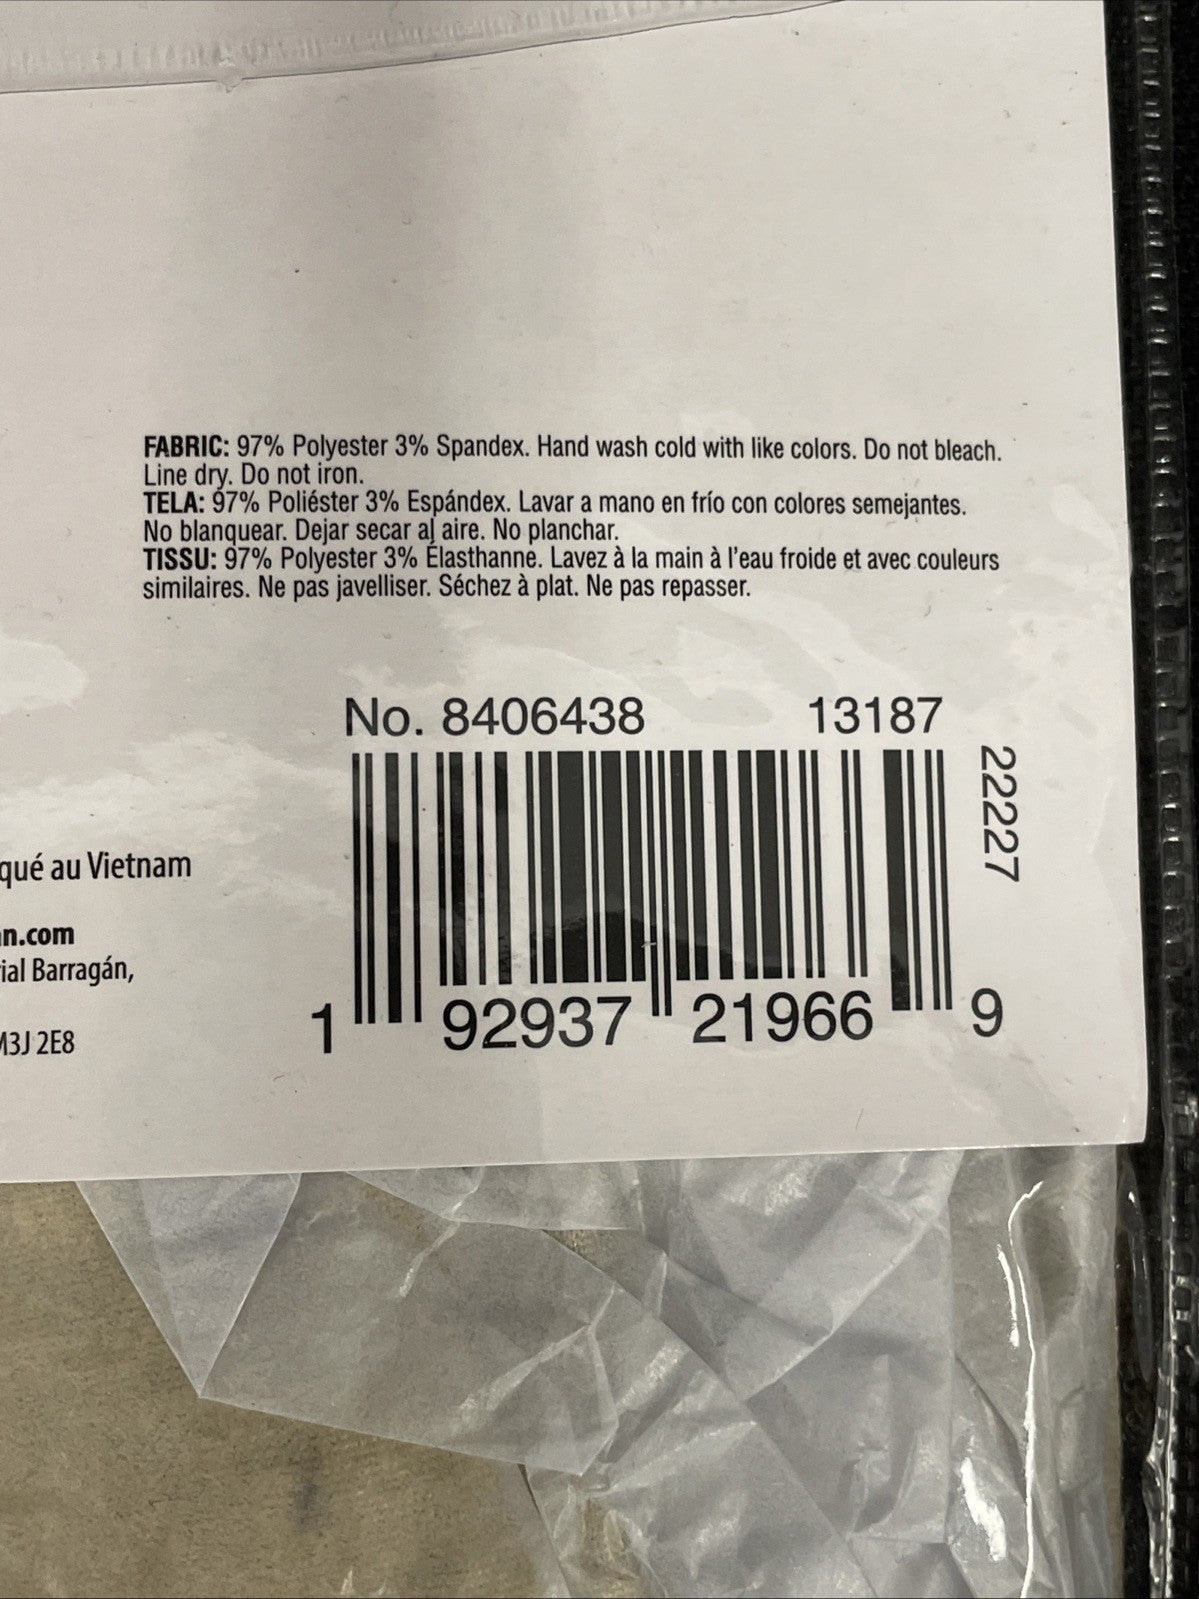 FABRIC: 97% Polyester 3% Spandex. Hand wash cold with like colors. Do not bleach.
Line dry. Do not iron.
TELA: 97% Poliéster 3% Espándex. Lavar a mano en frío con colores semejantes.
No blanquear. Dejar secar al aire. No planchar.
TISSU: 97% Polyester 3% Élasthanne. Lavez à la main à l'eau froide et avec couleurs
similaires. Ne pas javelliser. Séchez à plat. Ne pas repasser.
No. 8406438 13187
22227
qué au Vietnam
n.com
ial Barragán,
M3J 2E8
1 92937 21966 9